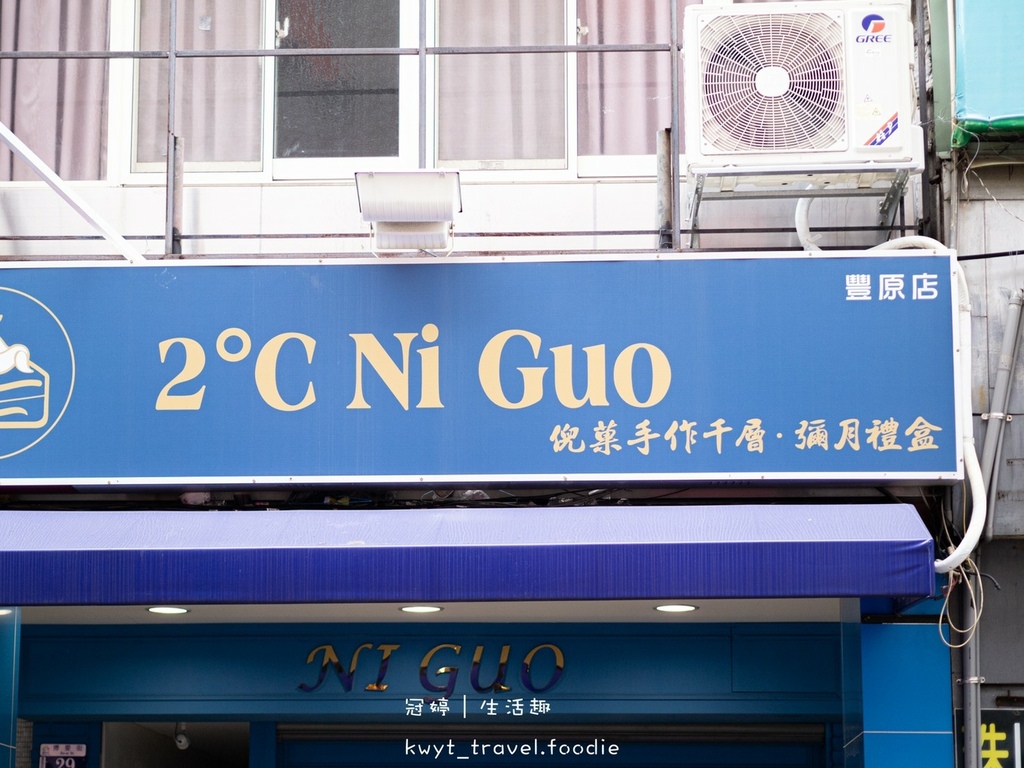 GREE
豐原店
2°C Ni Guo
倪菓手作千層·彌月禮盒
NI GUO
冠婷|生活趣
kwyt_travel.foodie
29